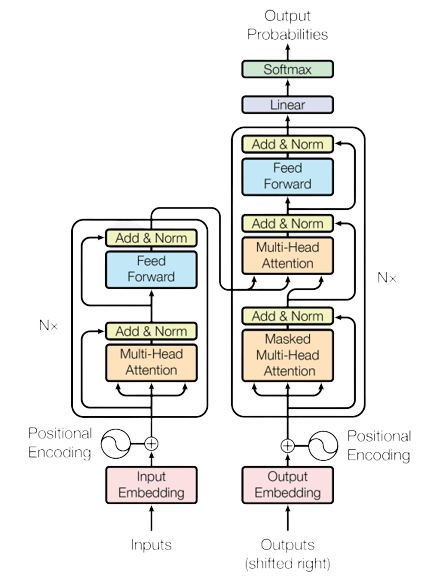 Output
Probabilities
Softmax
Linear
Add & Norm
Feed
Forward
Add & Norm
Multi-Head
Attention
Nx
Add & Norm
Masked
Multi-Head
Attention
Add & Norm
Feed
Forward
Nx
Add & Norm
Multi-Head
Attention
Positional
Encoding
Positional
Encoding
Input
Embedding
Output
Embedding
Inputs
Outputs
(shifted right)